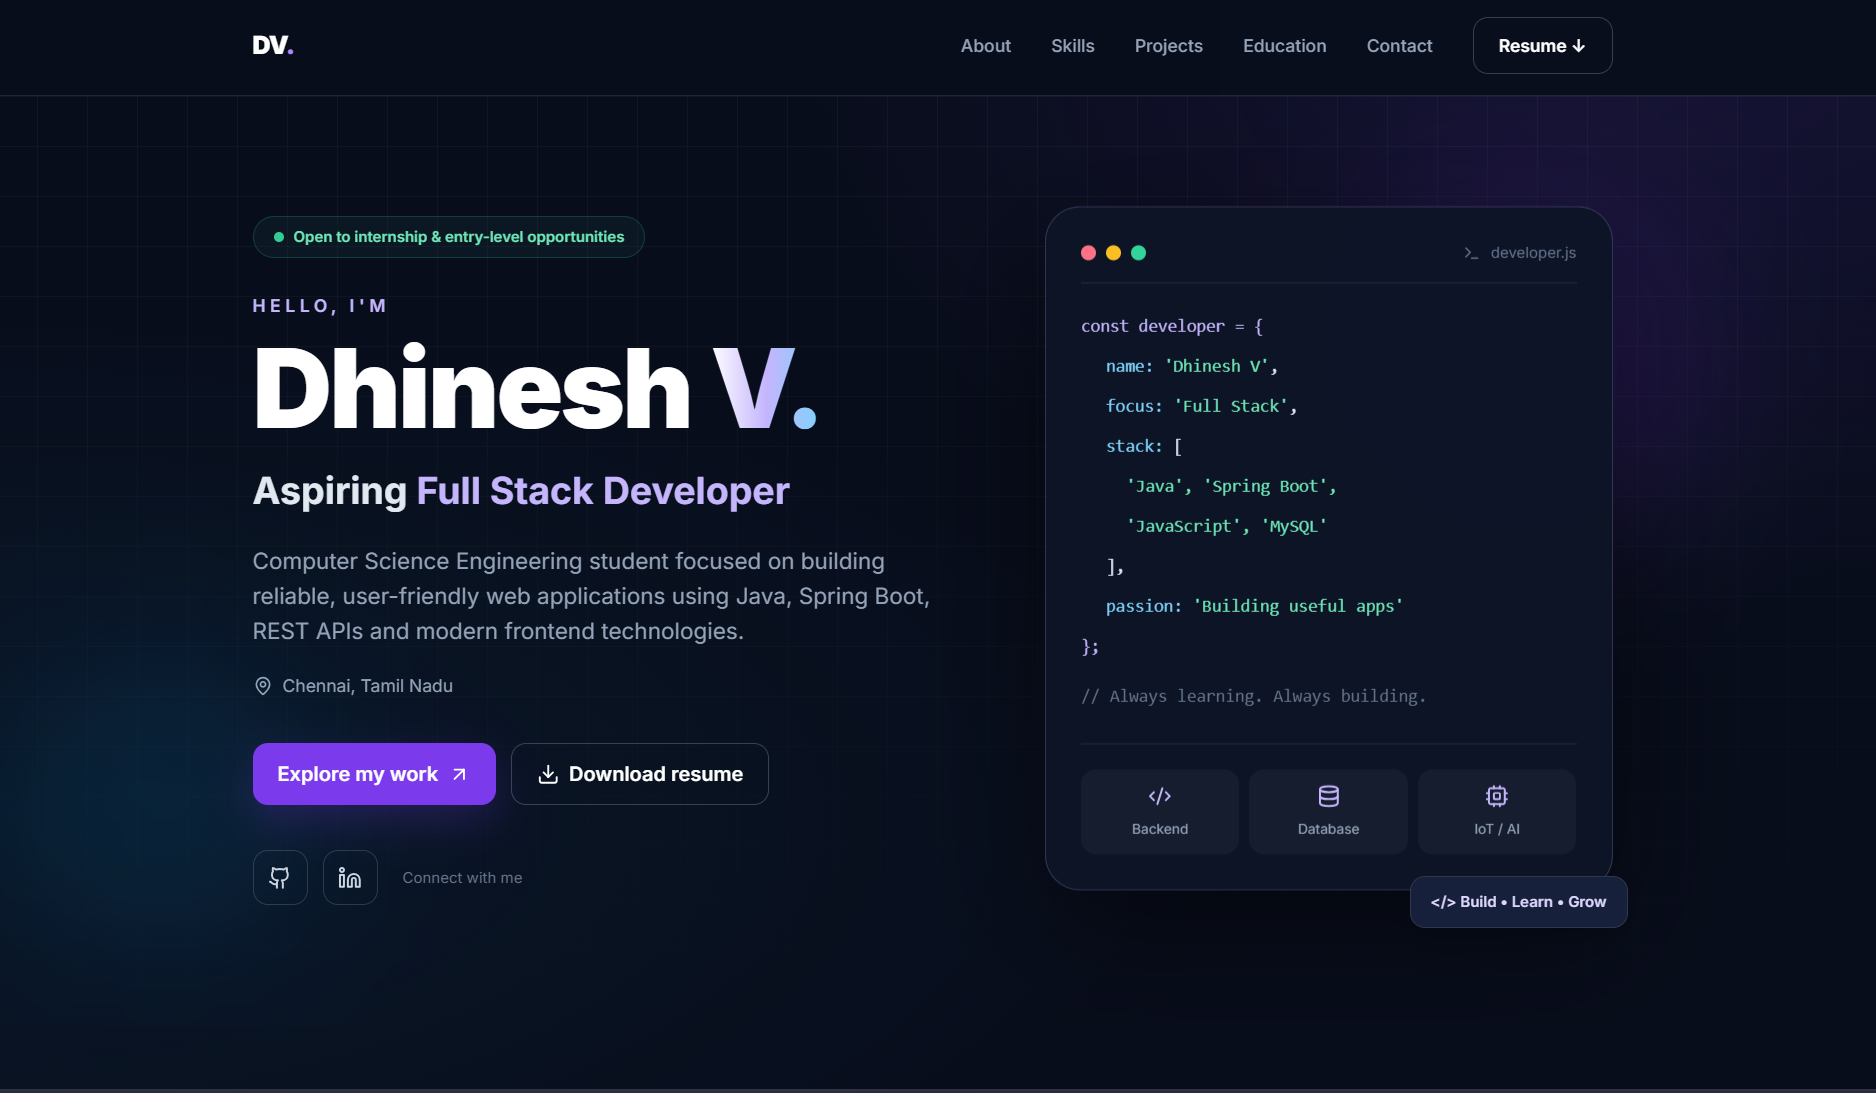 DV.
About Skills Projects Education Contact Resume ↓
Open to internship & entry-level opportunities
HELLO, I'M
Dhinesh V.
Aspiring Full Stack Developer
Computer Science Engineering student focused on building
reliable, user-friendly web applications using Java, Spring Boot,
REST APIs and modern frontend technologies.
Chennai, Tamil Nadu
Explore my work
Download resume
Connect with me
developer.js
const developer = {
name: 'Dhinesh V',
focus: 'Full Stack',
stack: [
'Java', 'Spring Boot',
'JavaScript', 'MySQL'
],
passion: 'Building useful apps'
};
// Always learning. Always building.
Backend
Database
IoT / AI
</> Build • Learn • Grow